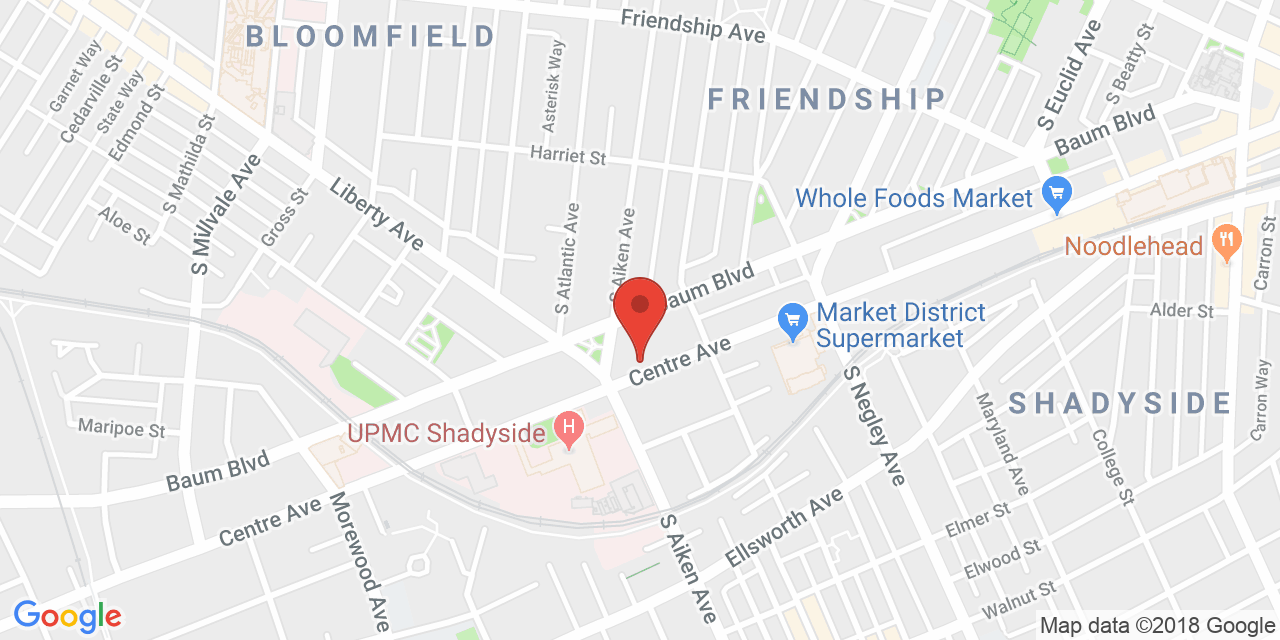 BLOOMFIELD
Friendship Ave
FRIENDSHIP
Garnet Way
Cedarville St
State Way
Edmond St
S Mathilda St
S Millvale Ave
Gross St
Aloe St
Liberty Ave
Asterisk Way
Harriet St
S Atlantic Ave
S Aiken Ave
S Euclid Ave
S Beatty St
Baum Blvd
Whole Foods Market
Noodlehead
Carron St
Baum Blvd
Market District
Supermarket
Alder St
Centre Ave
S Negley Ave
SHADYSIDE
Carron Way
Maryland Ave
College St
Maripoe St
UPMC Shadyside
H
Baum Blvd
Centre Ave
Morewood Ave
S Aiken Ave
Ellsworth Ave
Elmer St
Elwood St
Walnut St
Google
Map data ©2018 Google